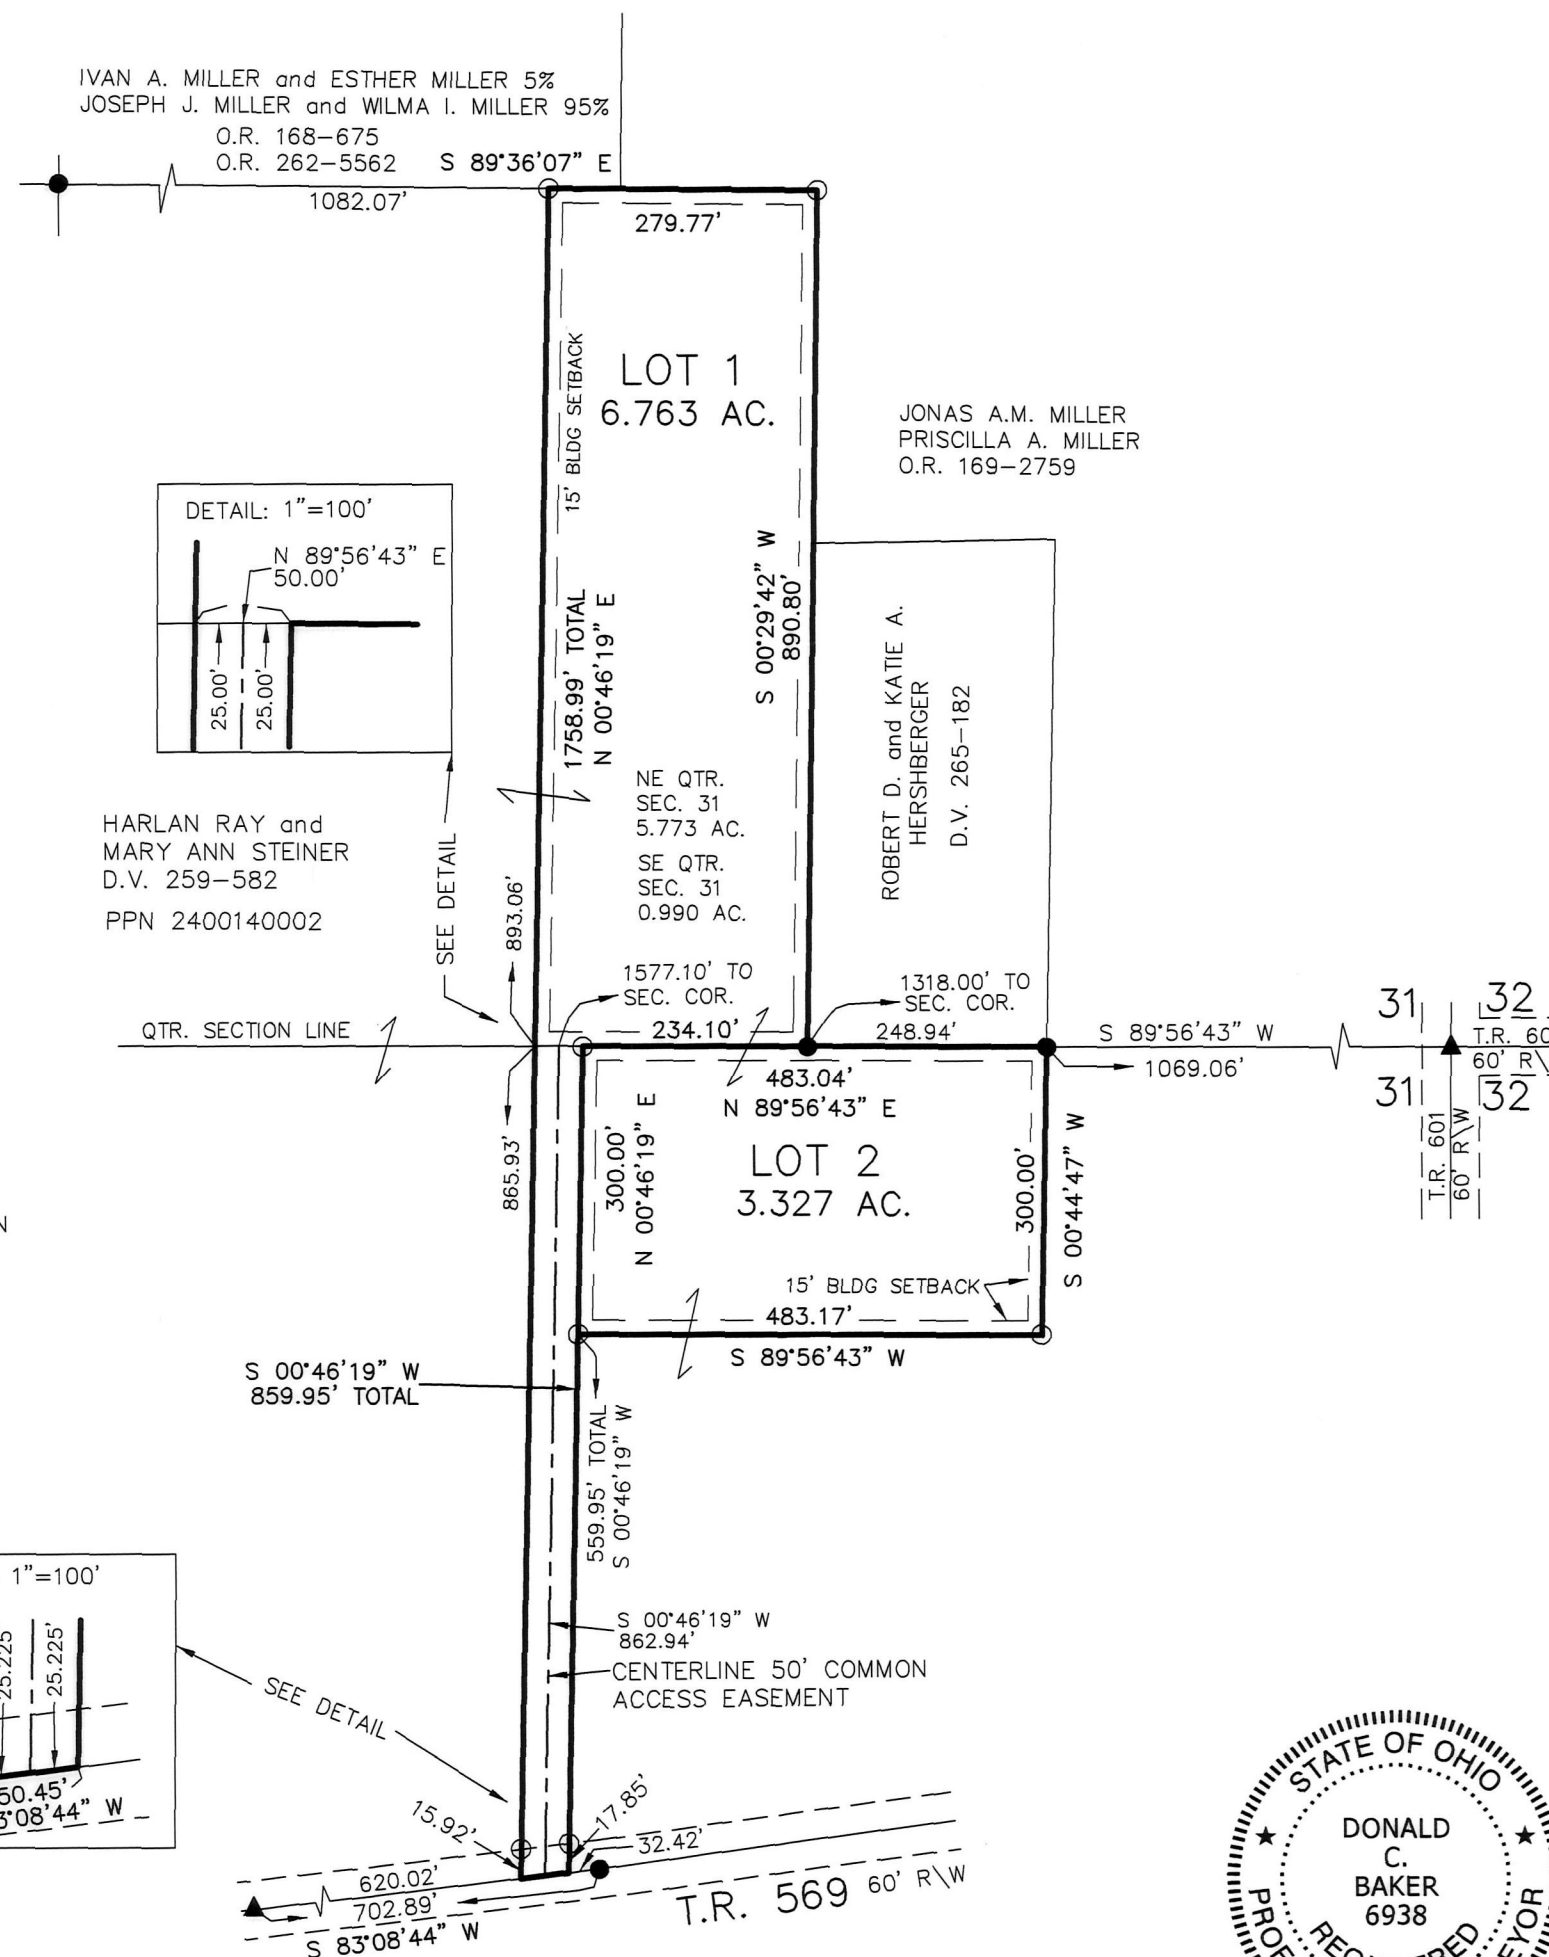 IVAN A. MILLER and ESTHER MILLER 5%
JOSEPH J. MILLER and WILMA I. MILLER 95%
O.R. 168-675
O.R. 262-5562
S 89°36'07" E
1082.07'
279.77'
15' BLDG SETBACK
LOT 1
6.763 AC.
JONAS A.M. MILLER
PRISCILLA A. MILLER
O.R. 169-2759
DETAIL: 1"=100'
N 89°56'43" E
50.00'
25.00'
25.00'
1758.99' TOTAL
N 00°46'19" E
S 00°29'42" W
890.80'
ROBERT D. and KATIE A.
HERSHBERGER
D.V. 265-182
NE QTR.
SEC. 31
5.773 AC.
SE QTR.
SEC. 31
0.990 AC.
HARLAN RAY and
MARY ANN STEINER
D.V. 259-582
PPN 2400140002
SEE DETAIL
893.06'
1577.10' TO
SEC. COR.
1318.00' TO
SEC. COR.
QTR. SECTION LINE
234.10'
248.94'
S 89°56'43" W
1069.06'
31
32
T.R. 60
60' R\
31
32
T.R. 601
60' R\W
483.04'
N 89°56'43" E
865.93'
300.00'
N 00°46'19" E
LOT 2
3.327 AC.
300.00'
S 00°44'47" W
N
15' BLDG SETBACK
483.17'
S 89°56'43" W
S 00°46'19" W
859.95' TOTAL
559.95' TOTAL
S 00°46'19" W
S 00°46'19" W
862.94'
CENTERLINE 50' COMMON
ACCESS EASEMENT
1"=100'
25.225
25.225'
50.45'
3°08'44" W
SEE DETAIL
15.92'
17.85'
32.42'
620.02'
702.89'
S 83°08'44" W
T.R. 569 60' R\W
STATE OF OHIO
DONALD
C.
BAKER
6938